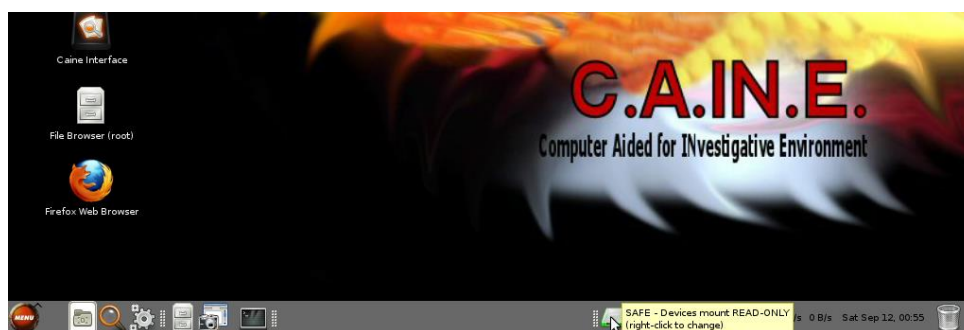 Caine Interface
File Browser (root)
Firefox Web Browser
C.A.IN.E.
Computer Aided for INvestigative Environment
MENU
SAFE - Devices mount READ-ONLY
(right-click to change)
/s 0 B/s Sat Sep 12, 00:55